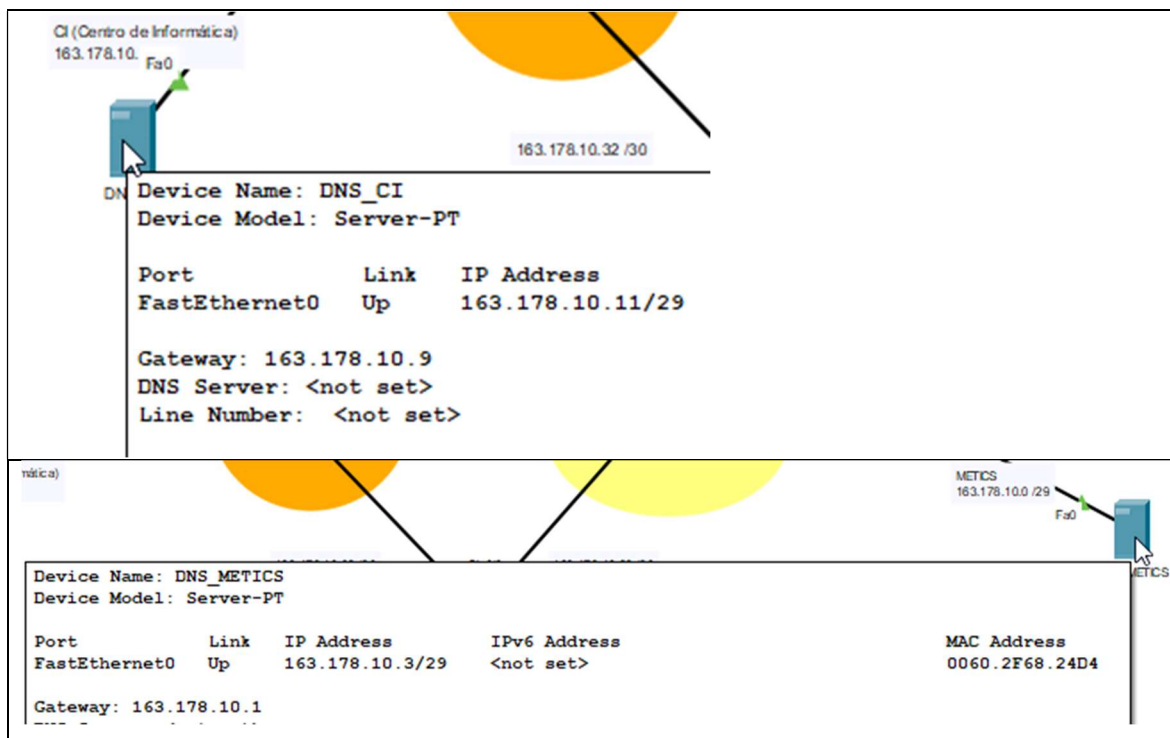 CI (Centro de Informática)
163.178.10.
Fa0
163.178.10.32 /30
DN
Device Name: DNS_CI
Device Model: Server-PT
Port Link IP Address
FastEthernet0 Up 163.178.10.11/29
Gateway: 163.178.10.9
DNS Server: <not set>
Line Number: <not set>
mática)
METICS
163.178.10.0 /29
Fa0
METICS
Device Name: DNS_METICS
Device Model: Server-PT
Port Link IP Address IPv6 Address MAC Address
FastEthernet0 Up 163.178.10.3/29 <not set> 0060.2F68.24D4
Gateway: 163.178.10.1